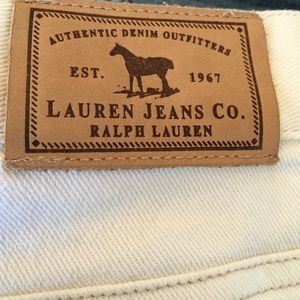 AUTHENTIC DENIM OUTFITTERS
EST. 1967
LAUREN JEANS CO.
RALPH LAUREN